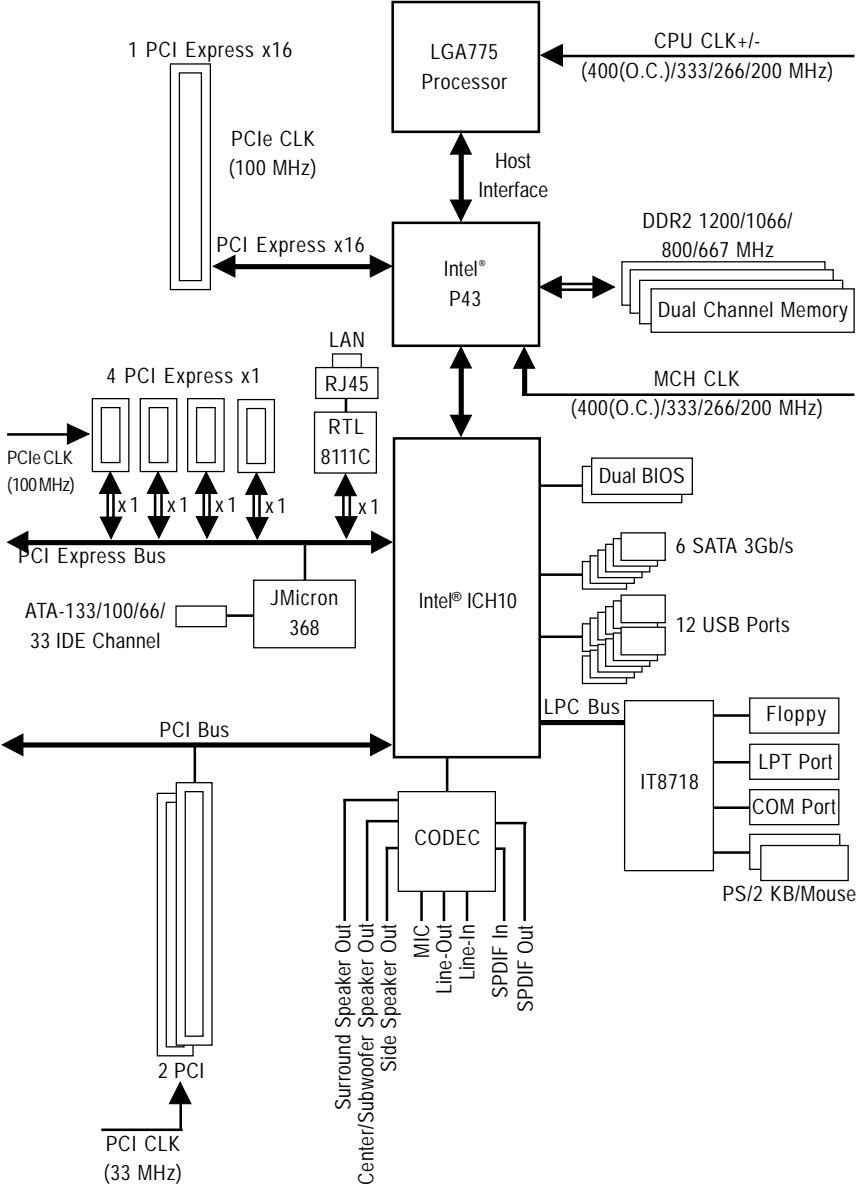 1 PCI Express x16
LGA775
Processor
CPU CLK+/-
(400(O.C.)/333/266/200 MHz)
PCIe CLK
(100 MHz)
Host
Interface
PCI Express x16
Intel®
P43
DDR2 1200/1066/
800/667 MHz
Dual Channel Memory
LAN
RJ45
RTL
8111C
MCH CLK
(400(O.C.)/333/266/200 MHz)
4 PCI Express x1
PCIe CLK
(100 MHz)
x1
x1
x1
x1
x1
PCI Express Bus
Dual BIOS
6 SATA 3Gb/s
Intel® ICH10
12 USB Ports
ATA-133/100/66/
33 IDE Channel
JMicron
368
LPC Bus
PCI Bus
IT8718
Floppy
LPT Port
COM Port
PS/2 KB/Mouse
CODEC
Surround Speaker Out
Center/Subwoofer Speaker Out
Side Speaker Out
MIC
Line-Out
Line-In
SPDIF In
SPDIF Out
2 PCI
PCI CLK
(33 MHz)